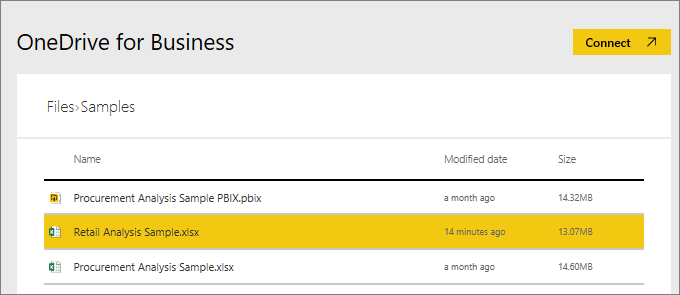 OneDrive for Business
Connect
Files›Samples
Name Modified date Size
Procurement Analysis Sample PBIX.pbix a month ago 14.32MB
Retail Analysis Sample.xlsx 14 minutes ago 13.07MB
Procurement Analysis Sample.xlsx a month ago 14.60MB